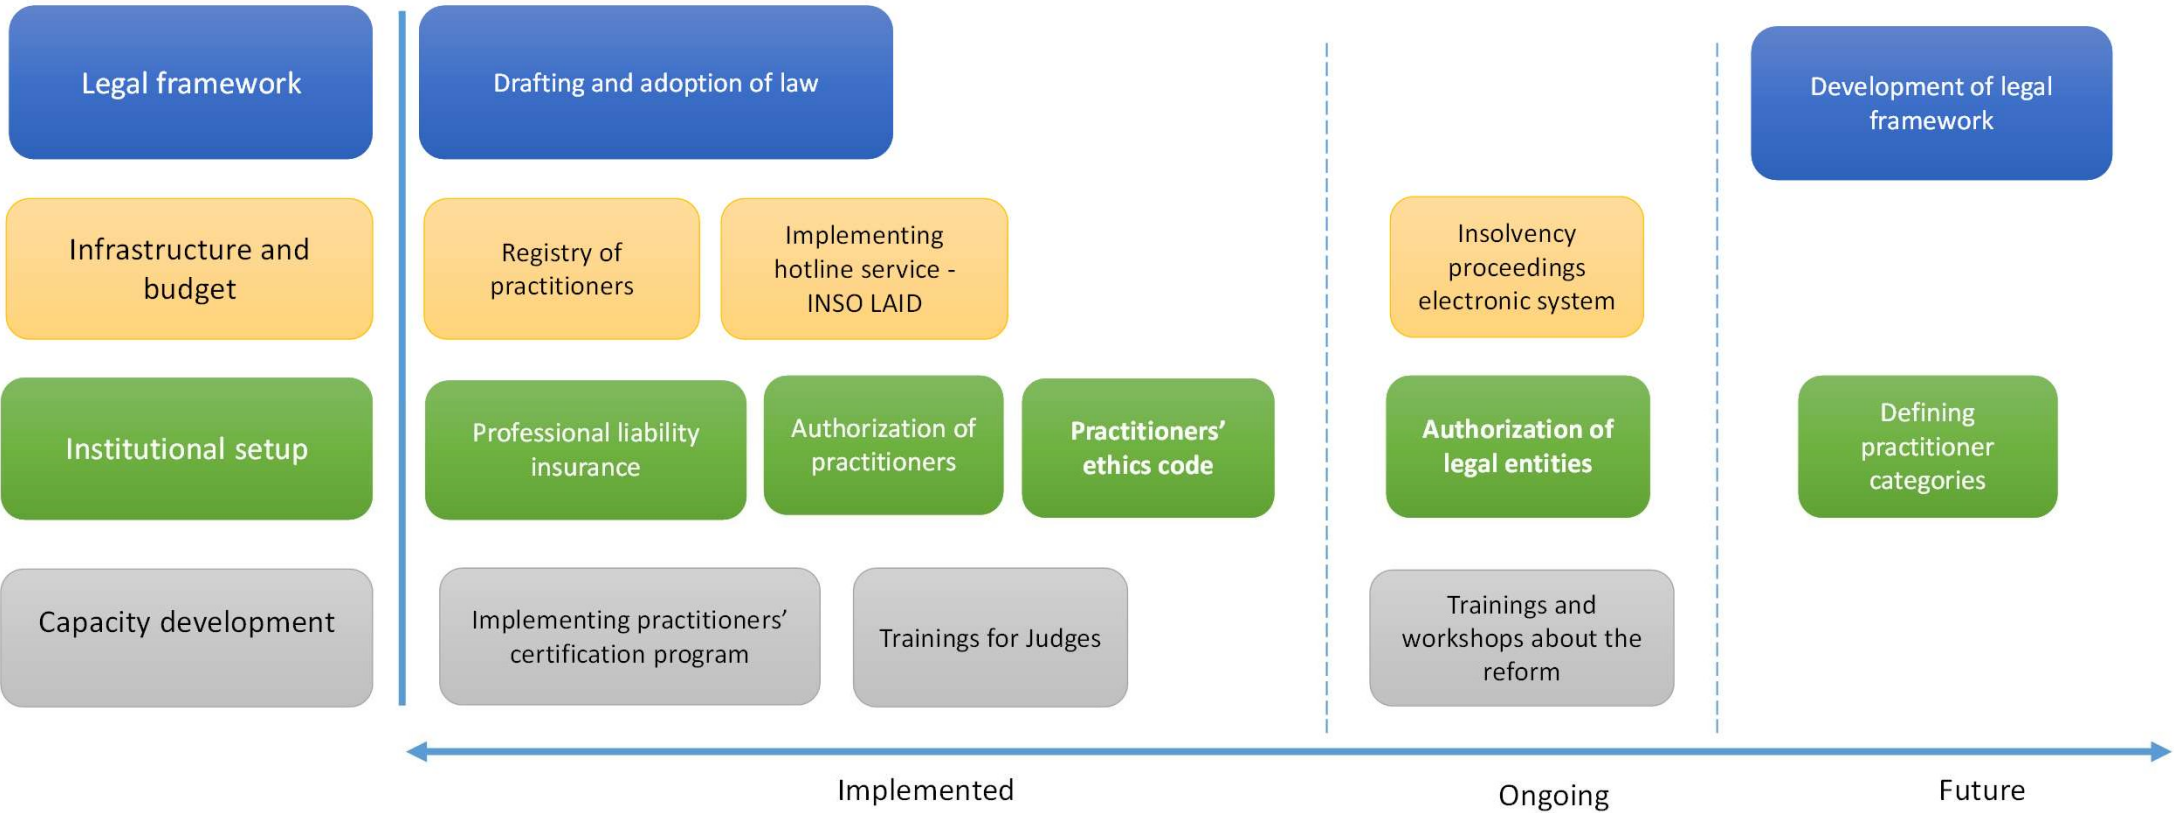 Legal framework
Drafting and adoption of law
Development of legal
framework
Infrastructure and
budget
Registry of
practitioners
Implementing
hotline service -
INSO LAID
Insolvency
proceedings
electronic system
Institutional setup
Professional liability
insurance
Authorization of
practitioners
Practitioners’
ethics code
Authorization of
legal entities
Defining
practitioner
categories
Capacity development
Implementing practitioners’
certification program
Trainings for Judges
Trainings and
workshops about the
reform
Implemented
Ongoing
Future